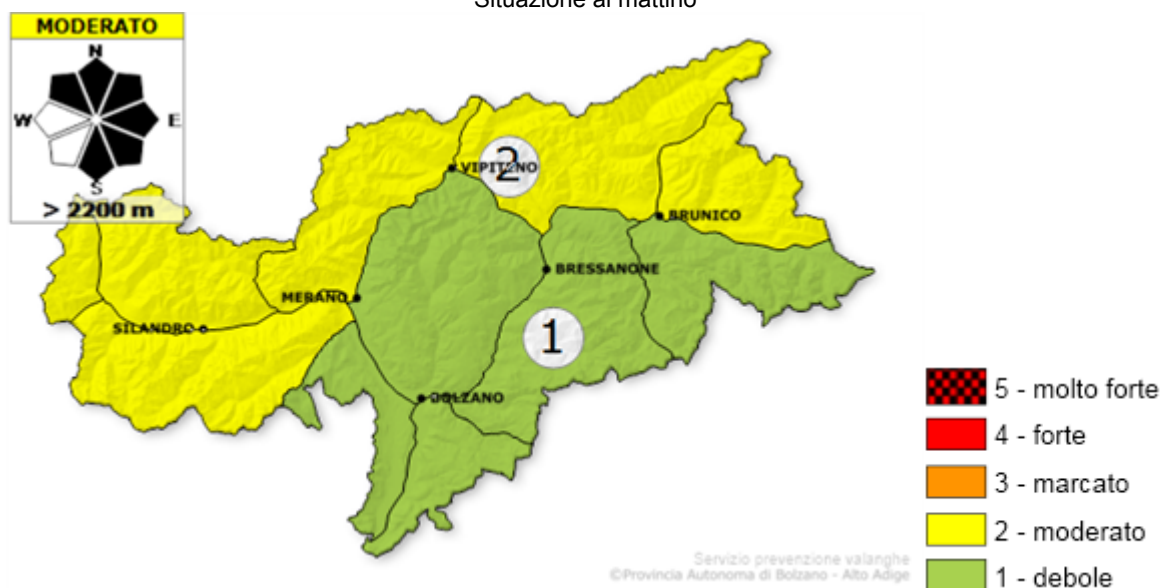 Situazione al mattino
MODERATO
N
W
E
S
> 2200 m
2
VIPITENO
BRUNICO
BRESSANONE
MERANO
SILANDRO
1
BOLZANO
5 - molto forte
4 - forte
3 - marcato
2 - moderato
1 - debole
Servizio prevenzione valanghe
©Provincia Autonoma di Bolzano - Alto Adige